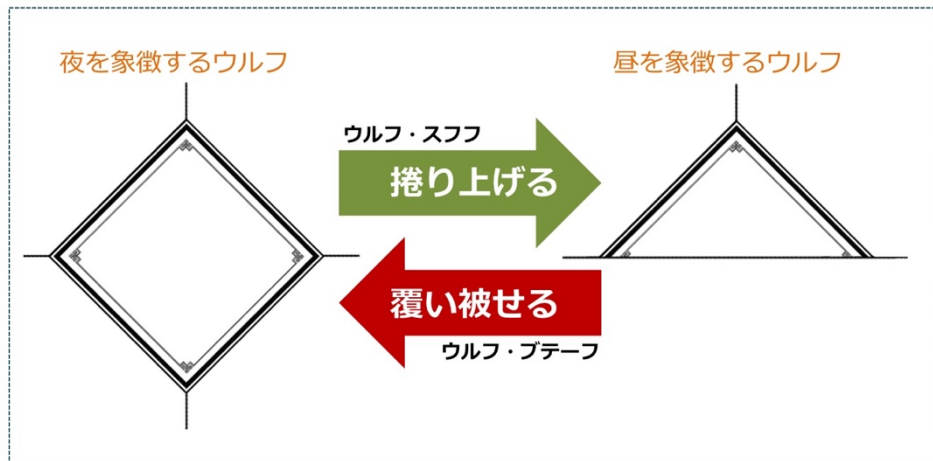 夜を象徴するウルフ
昼を象徴するウルフ
ウルフ・スフフ
捲り上げる
覆い被せる
ウルフ・ブテーフ